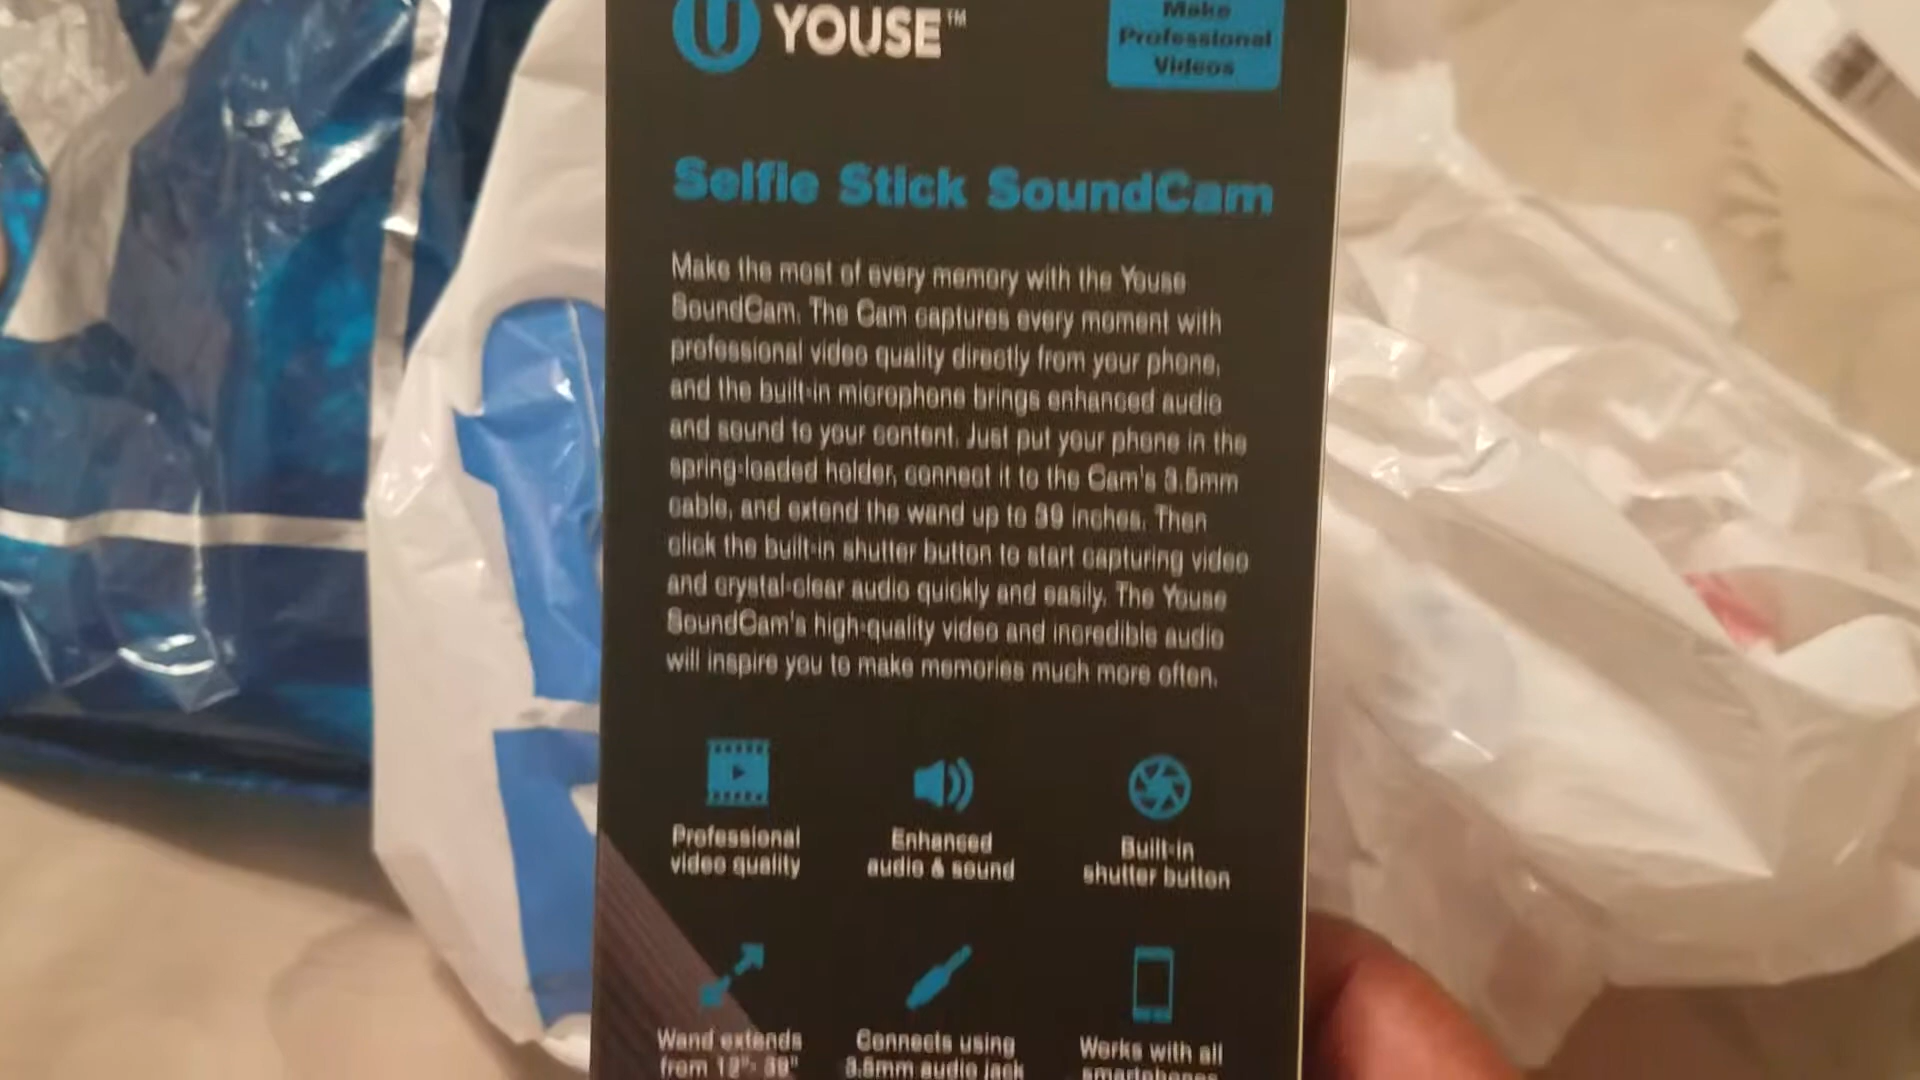 YOUSE™
Make
Professional
Videos
Selfie Stick SoundCam
Make the most of every memory with the Youse
SoundCam. The Cam captures every moment with
professional video quality directly from your phone,
and the built-in microphone brings enhanced audio
and sound to your content. Just put your phone in the
spring-loaded holder, connect it to the Cam's 3.5mm
cable, and extend the wand up to 39 inches. Then
click the built-in shutter button to start capturing video
and crystal-clear audio quickly and easily. The Youse
SoundCam's high-quality video and incredible audio
will inspire you to make memories much more often.
Professional
video quality
Enhanced
audio & sound
Built-in
shutter button
Wand extends
from 12"- 39"
Connects using
3.5mm audio jack
Works with all
smartphones